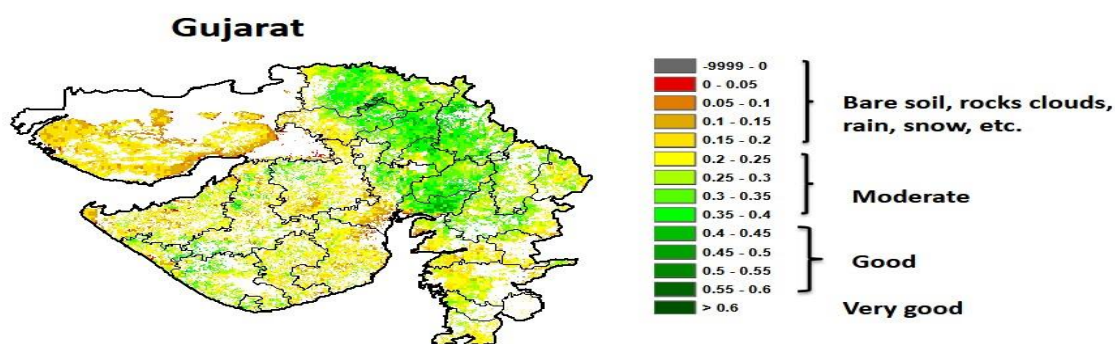 Gujarat
-9999 - 0
0 - 0.05
0.05 - 0.1
0.1 - 0.15
0.15 - 0.2
0.2 - 0.25
0.25 - 0.3
0.3 - 0.35
0.35 - 0.4
0.4 - 0.45
0.45 - 0.5
0.5 - 0.55
0.55 - 0.6
> 0.6
Bare soil, rocks clouds,
rain, snow, etc.
Moderate
Good
Very good